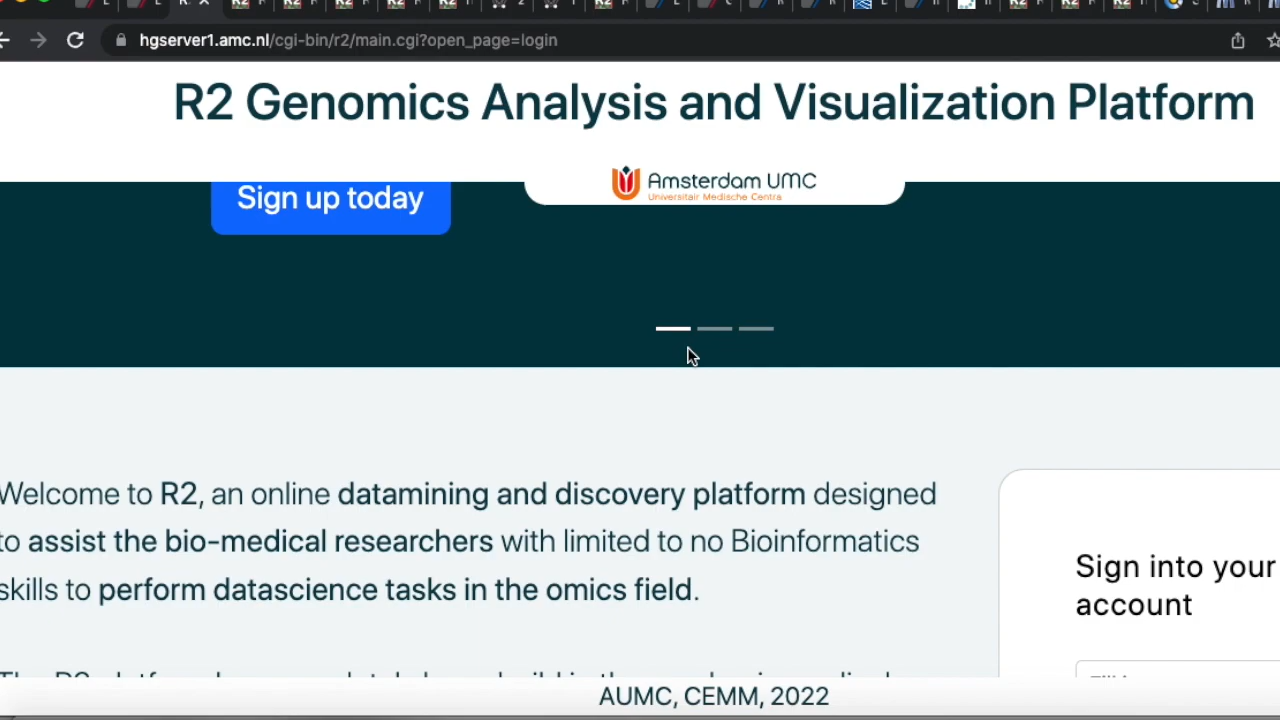 hgserver1.amc.nl/cgi-bin/r2/main.cgi?open_page=login
R2 Genomics Analysis and Visualization Platform
Sign up today
Amsterdam UMC
Universitair Medische Centra
Welcome to R2, an online datamining and discovery platform designed
to assist the bio-medical researchers with limited to no Bioinformatics
skills to perform datascience tasks in the omics field.
Sign into your
account
AUMC, CEMM, 2022